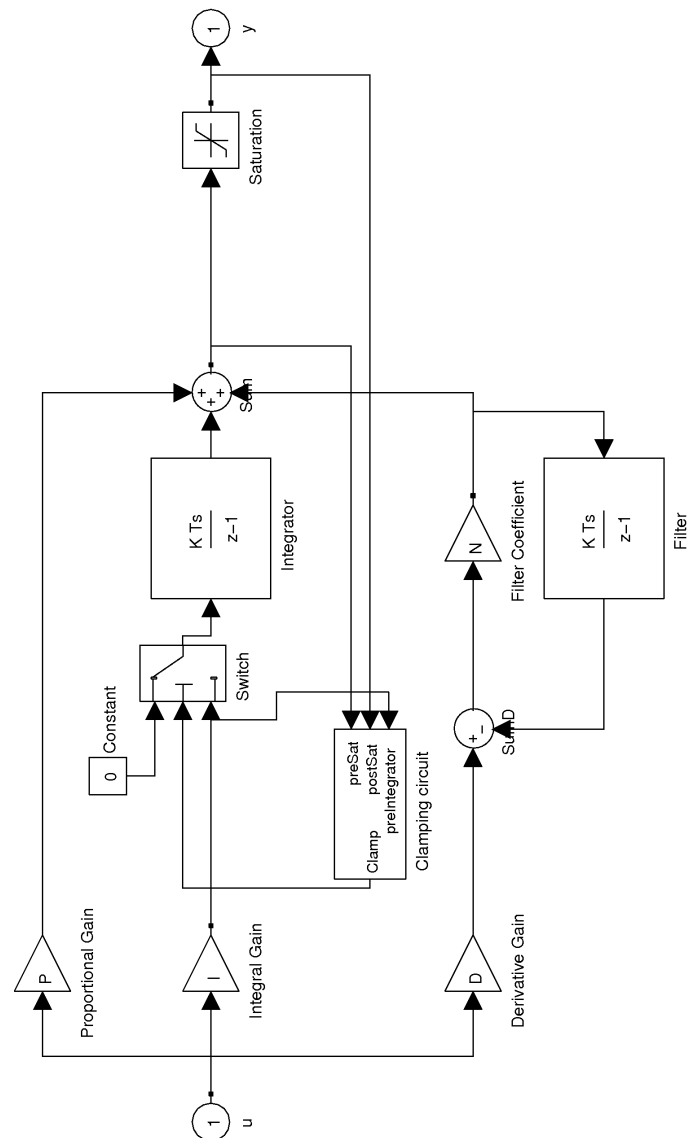 1
y
Saturation
+
+
+
Sum
K Ts
z−1
Integrator
Switch
Constant
0
preSat
postSat
preIntegrator
Clamp
Clamping circuit
N
Filter Coefficient
K Ts
z−1
Filter
+
−
SumD
P
Proportional Gain
I
Integral Gain
D
Derivative Gain
1
u